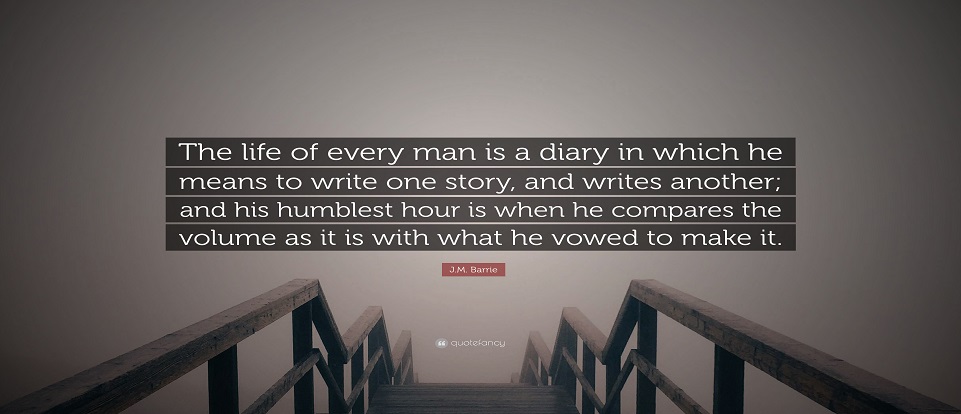 The life of every man is a diary in which he
means to write one story, and writes another;
and his humblest hour is when he compares the
volume as it is with what he vowed to make it.
J.M. Barrie
quotefancy